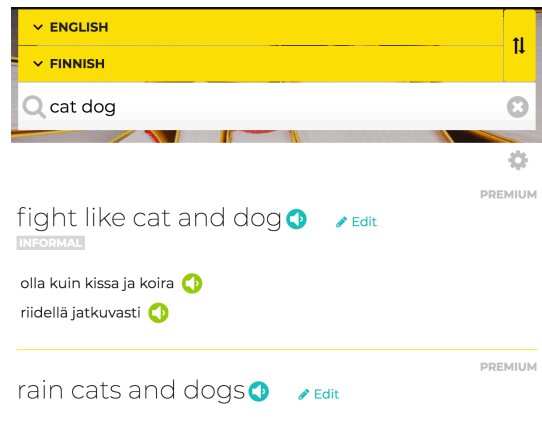 ENGLISH
FINNISH
cat dog
PREMIUM
fight like cat and dog Edit
INFORMAL
olla kuin kissa ja koira
riidellä jatkuvasti
PREMIUM
rain cats and dogs Edit